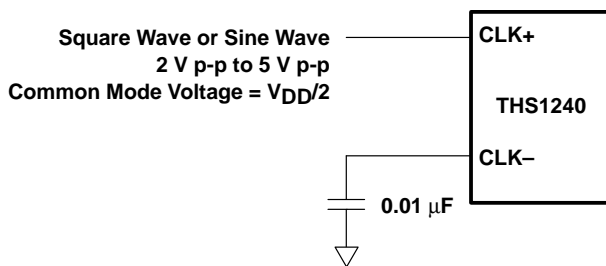 Square Wave or Sine Wave
2 V p-p to 5 V p-p
Common Mode Voltage = VDD/2
CLK+
THS1240
CLK–
0.01 μF